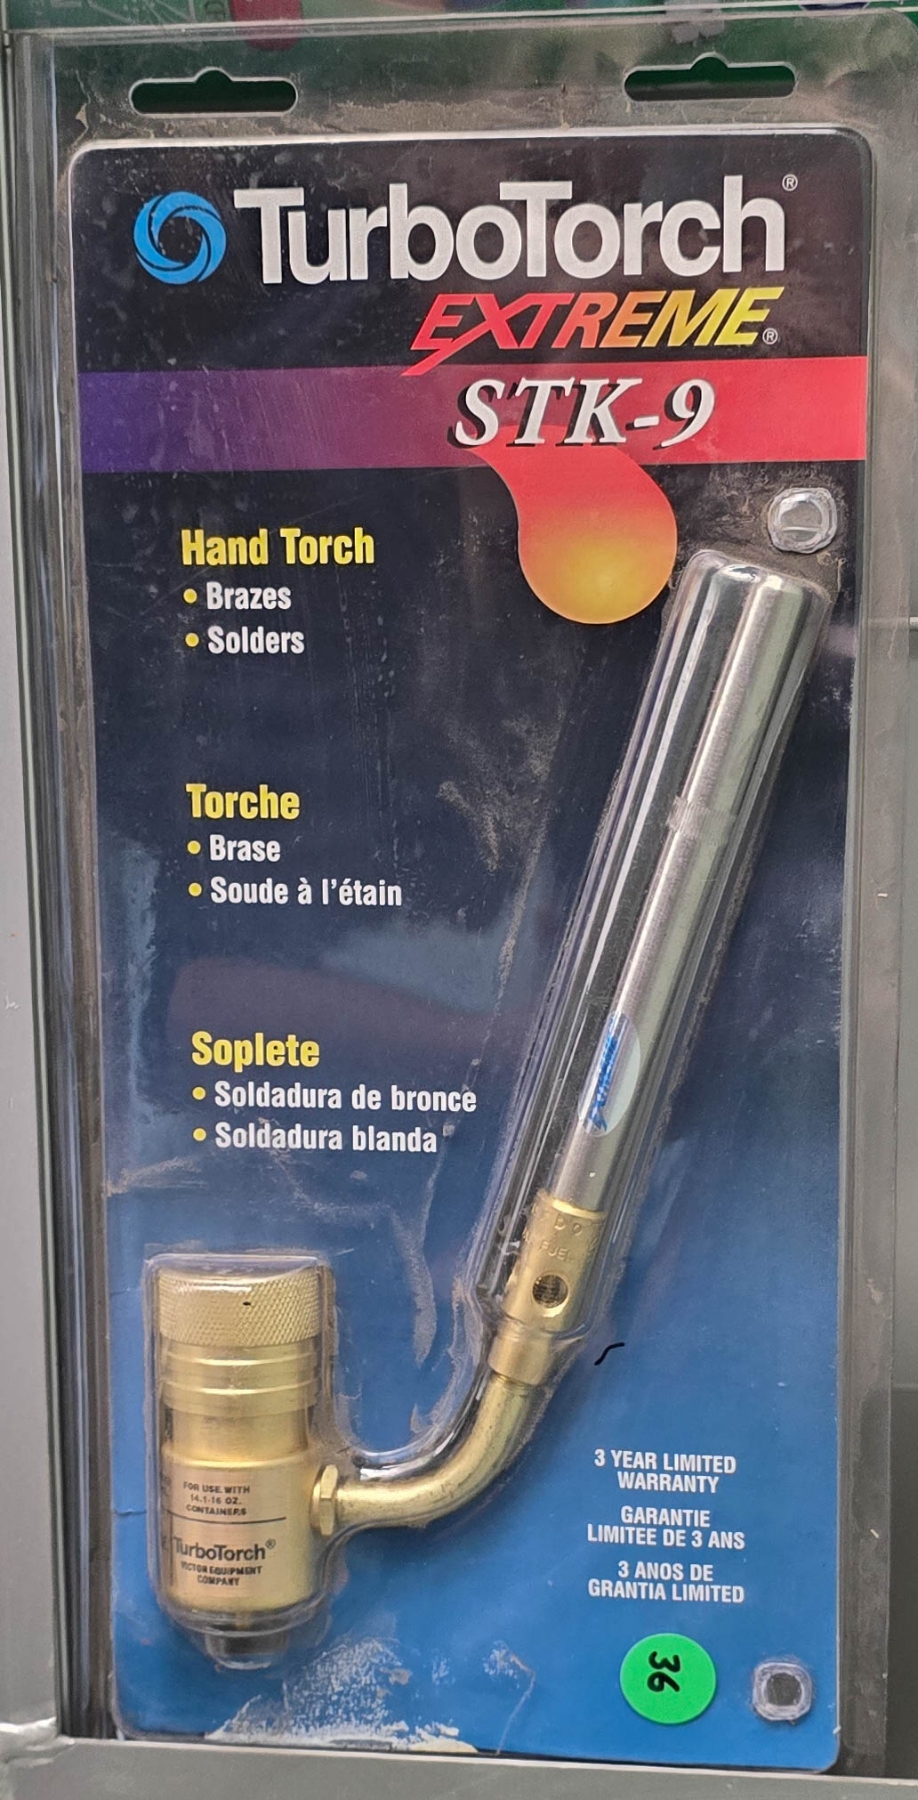 TurboTorch®
EXTREME®
STK-9
Hand Torch
• Brazes
• Solders
Torche
• Brase
• Soude à l'étain
Soplete
• Soldadura de bronce
• Soldadura blanda
EXTREME
FUEL
FOR USE WITH
14.1-16 OZ.
CONTAINERS
TurboTorch®
VICTOR EQUIPMENT
COMPANY
3 YEAR LIMITED
WARRANTY
GARANTIE
LIMITEE DE 3 ANS
3 ANOS DE
GRANTIA LIMITED
36